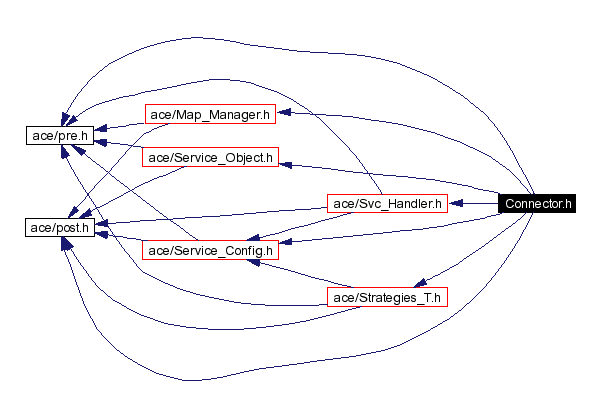 ace/Map_Manager.h
ace/pre.h
ace/Service_Object.h
ace/Svc_Handler.h
Connector.h
ace/post.h
ace/Service_Config.h
ace/Strategies_T.h